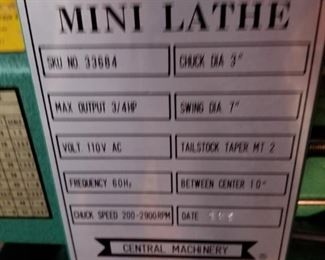 MINI LATHE
SKU NO 33684
CHUCK DIA 3"
MAX OUTPUT 3/4HP
SWING DIA 7"
VOLT 110V AC
TAILSTOCK TAPER MT 2
FREQUENCY 60Hz
BETWEEN CENTER 10"
CHUCK SPEED 200-2900RPM
DATE
CENTRAL MACHINERY ®